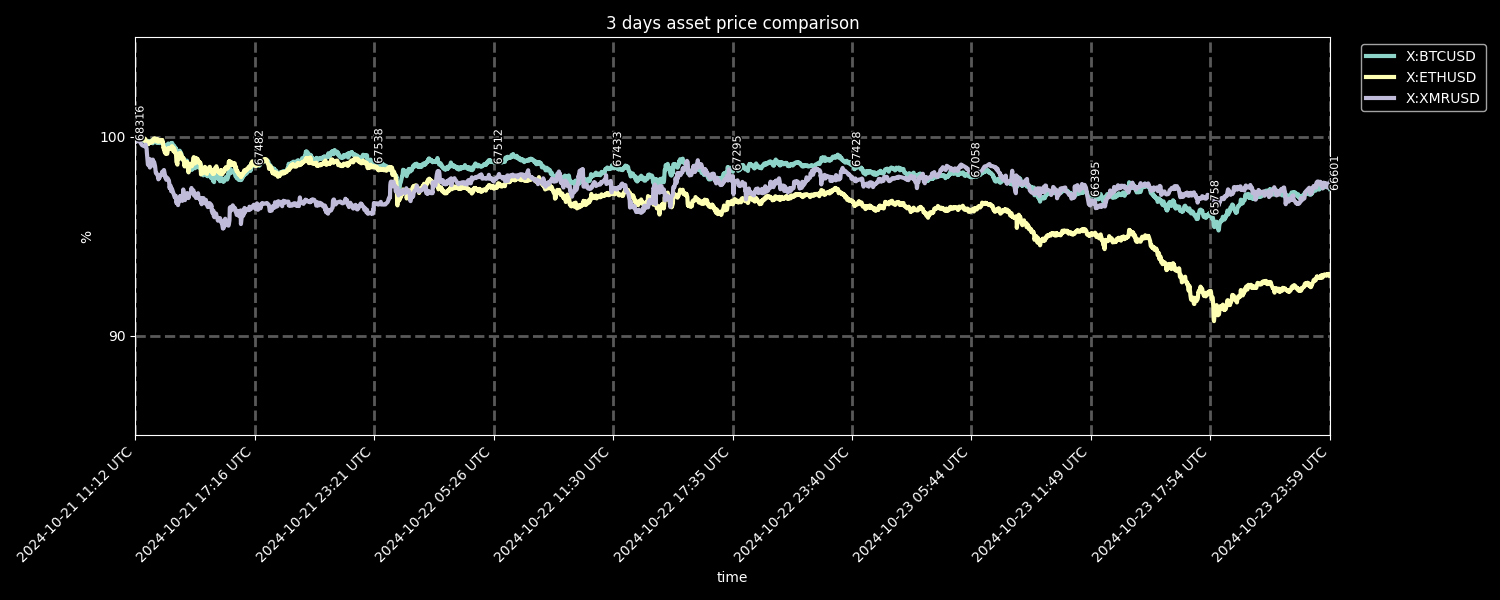 3 days asset price comparison
X:BTCUSD
X:ETHUSD
X:XMRUSD
100
90
%
68316
67482
67538
67512
67433
67295
67428
67058
66395
65758
66601
2024-10-21 11:12 UTC
2024-10-21 17:16 UTC
2024-10-21 23:21 UTC
2024-10-22 05:26 UTC
2024-10-22 11:30 UTC
2024-10-22 17:35 UTC
2024-10-22 23:40 UTC
2024-10-23 05:44 UTC
2024-10-23 11:49 UTC
2024-10-23 17:54 UTC
2024-10-23 23:59 UTC
time